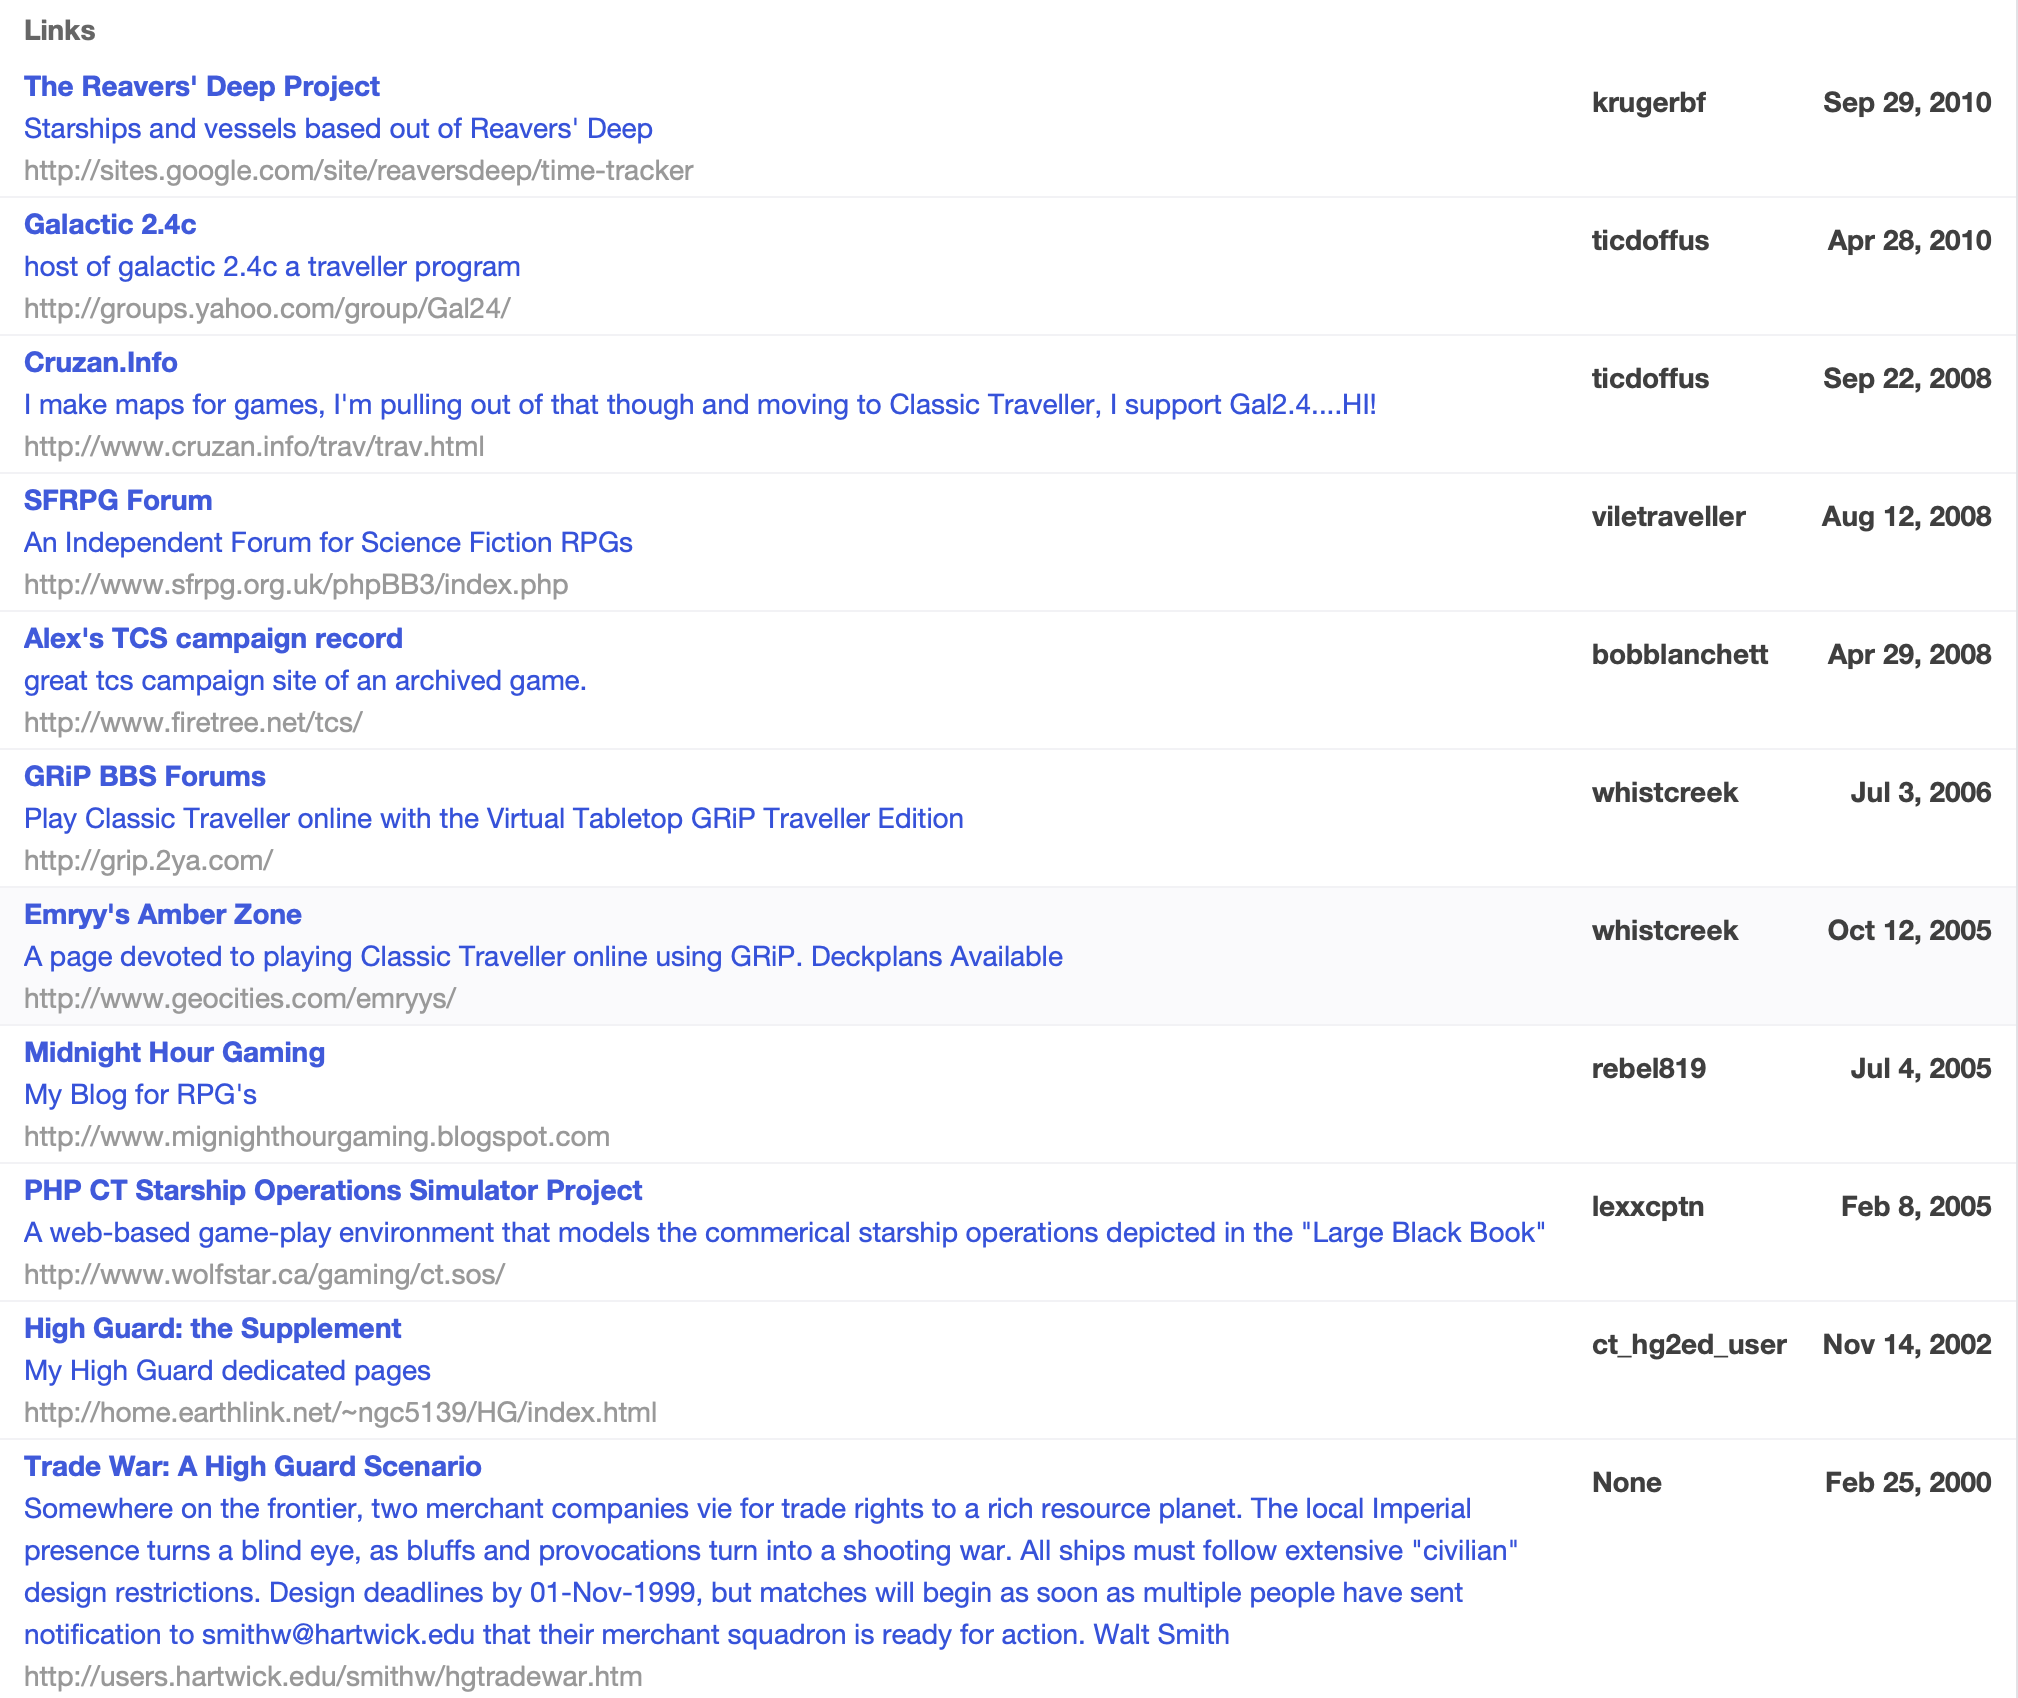 Links
The Reavers' Deep Project
Starships and vessels based out of Reavers' Deep
http://sites.google.com/site/reaversdeep/time-tracker
krugerbf
Sep 29, 2010
Galactic 2.4c
host of galactic 2.4c a traveller program
http://groups.yahoo.com/group/Gal24/
ticdoffus
Apr 28, 2010
Cruzan.Info
I make maps for games, I'm pulling out of that though and moving to Classic Traveller, I support Gal2.4....HI!
http://www.cruzan.info/trav/trav.html
ticdoffus
Sep 22, 2008
SFRPG Forum
An Independent Forum for Science Fiction RPGs
http://www.sfrpg.org.uk/phpBB3/index.php
viletraveller
Aug 12, 2008
Alex's TCS campaign record
great tcs campaign site of an archived game.
http://www.firetree.net/tcs/
bobblanchett
Apr 29, 2008
GRiP BBS Forums
Play Classic Traveller online with the Virtual Tabletop GRiP Traveller Edition
http://grip.2ya.com/
whistcreek
Jul 3, 2006
Emryy's Amber Zone
A page devoted to playing Classic Traveller online using GRiP. Deckplans Available
http://www.geocities.com/emryys/
whistcreek
Oct 12, 2005
Midnight Hour Gaming
My Blog for RPG's
http://www.mignighthourgaming.blogspot.com
rebel819
Jul 4, 2005
PHP CT Starship Operations Simulator Project
A web-based game-play environment that models the commerical starship operations depicted in the "Large Black Book"
http://www.wolfstar.ca/gaming/ct.sos/
lexxcptn
Feb 8, 2005
High Guard: the Supplement
My High Guard dedicated pages
http://home.earthlink.net/~ngc5139/HG/index.html
ct_hg2ed_user
Nov 14, 2002
Trade War: A High Guard Scenario
Somewhere on the frontier, two merchant companies vie for trade rights to a rich resource planet. The local Imperial
presence turns a blind eye, as bluffs and provocations turn into a shooting war. All ships must follow extensive "civilian"
design restrictions. Design deadlines by 01-Nov-1999, but matches will begin as soon as multiple people have sent
notification to smithw@hartwick.edu that their merchant squadron is ready for action. Walt Smith
http://users.hartwick.edu/smithw/hgtradewar.htm
None
Feb 25, 2000